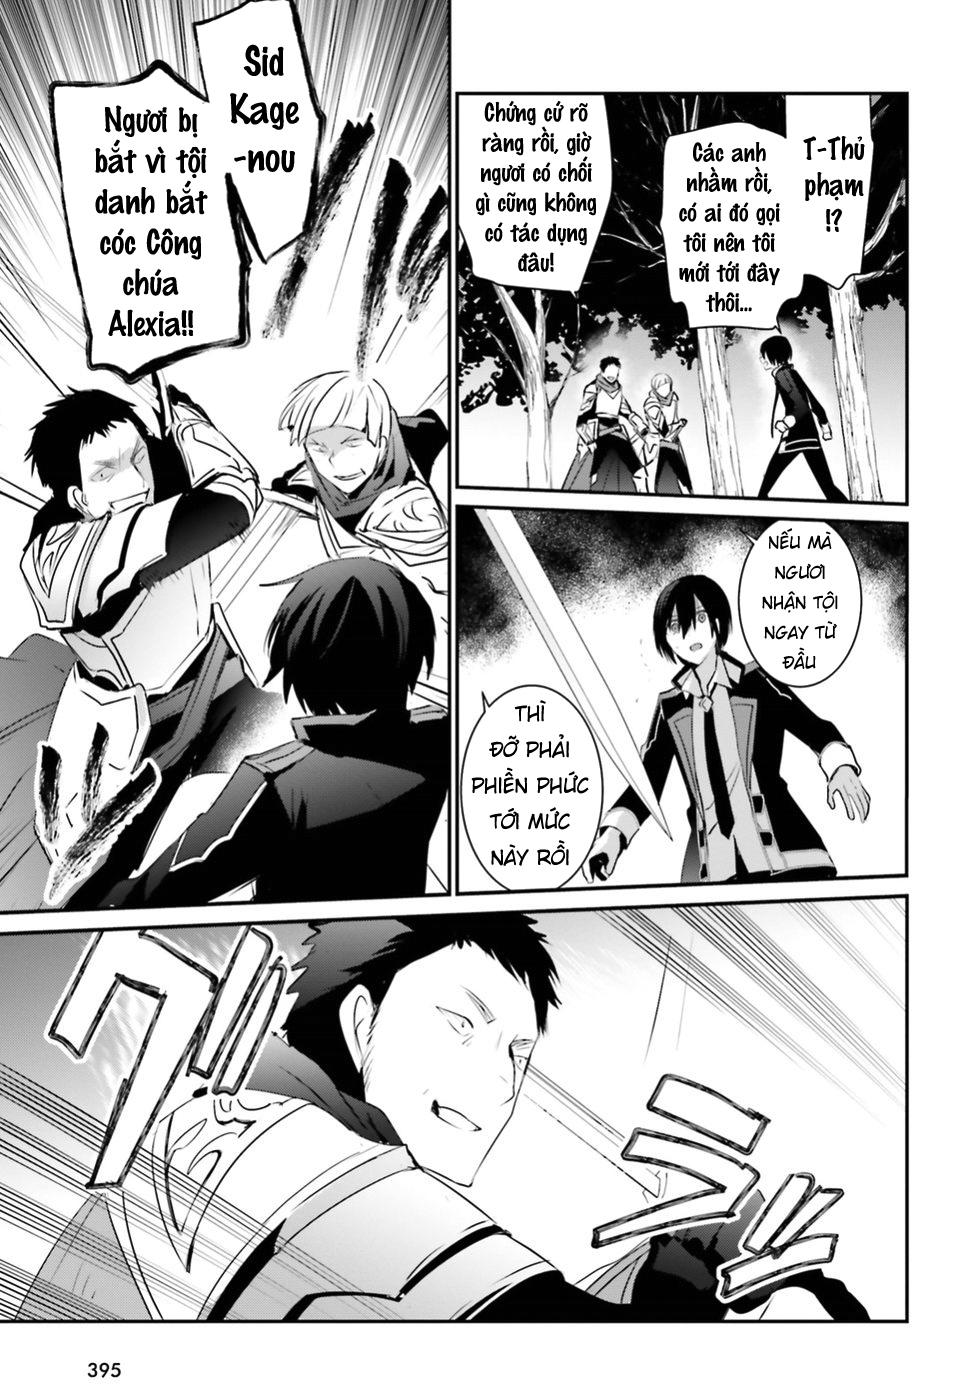 T-Thủ
phạm
!?
Các anh
nhầm rồi,
có ai đó gọi
tôi nên tôi
mới tới đây
thôi...
Chứng cứ rõ
ràng rồi, giờ
ngươi có chối
gì cũng không
có tác dụng
đâu!
NẾU MÀ
NGƯƠI
NHẬN TỘI
NGAY TỪ
ĐẦU
THÌ
ĐỠ PHẢI
PHIỀN PHỨC
TỚI MỨC
NÀY RỒI
Sid
Kage
-nou
Ngươi bị
bắt vì tội
danh bắt
cóc Công
chúa
Alexia!!
グググ
395